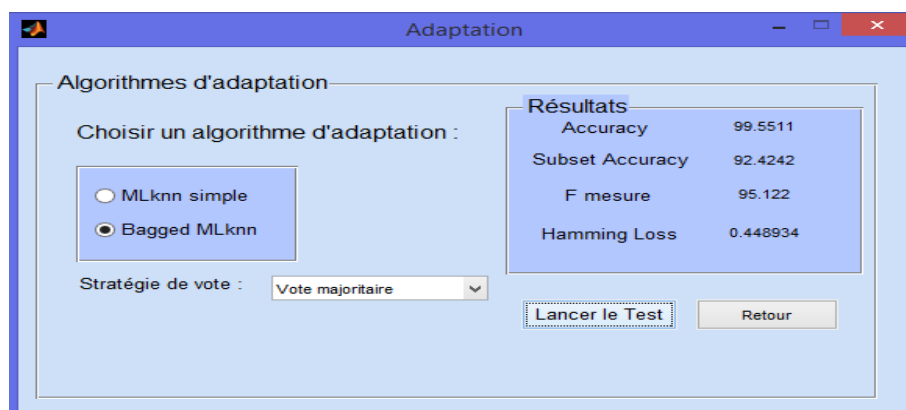 Adaptation
Algorithmes d'adaptation
Choisir un algorithme d'adaptation :
MLknn simple
Bagged MLknn
Stratégie de vote :
Vote majoritaire
Résultats
Accuracy 99.5511
Subset Accuracy 92.4242
F mesure 95.122
Hamming Loss 0.448934
Lancer le Test
Retour